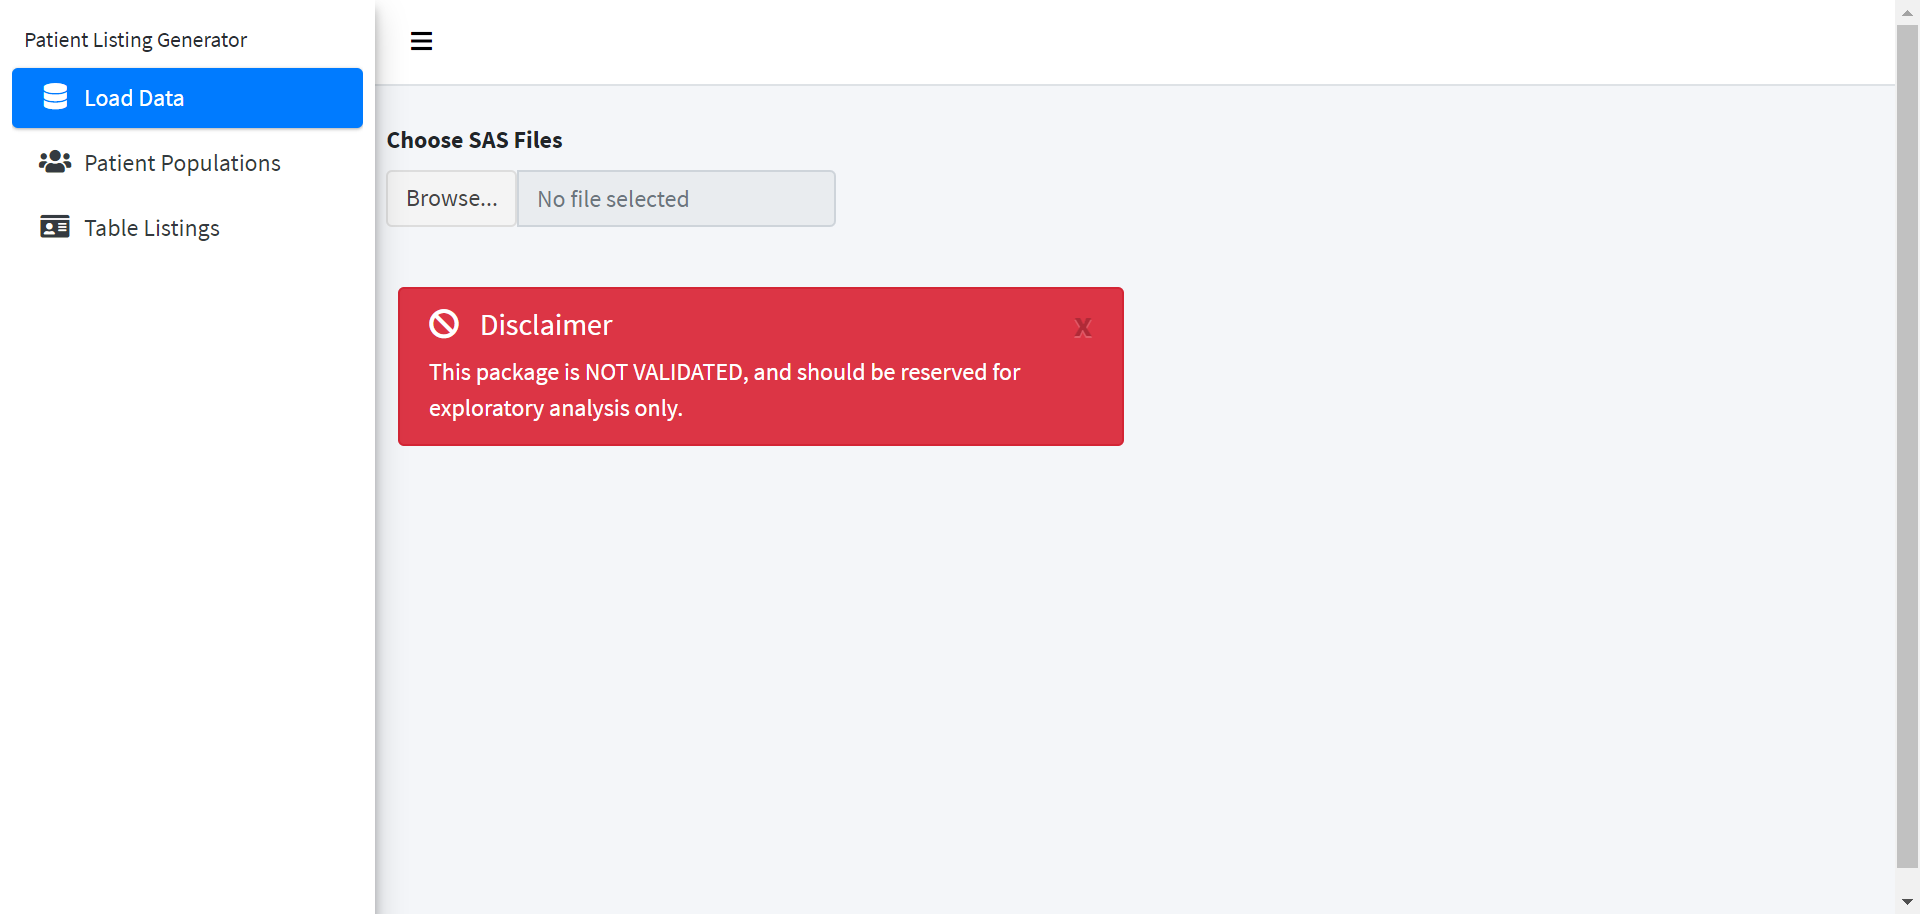 Patient Listing Generator
Load Data
Patient Populations
Table Listings
Choose SAS Files
Browse... No file selected
Disclaimer x
This package is NOT VALIDATED, and should be reserved for
exploratory analysis only.